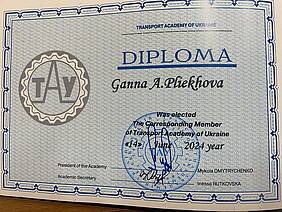 TRANSPORT ACADEMY OF UKRAINE
DIPLOMA
Ganna A.Pliekhova
ТАУ
Was elected
The Corresponding Member
of Transport Academy of Ukraine
«14» June 2024 year
President of the Academy
Mykola DMYTRYCHENKO
Academic Secretary
Inessa RUTKOVSKA